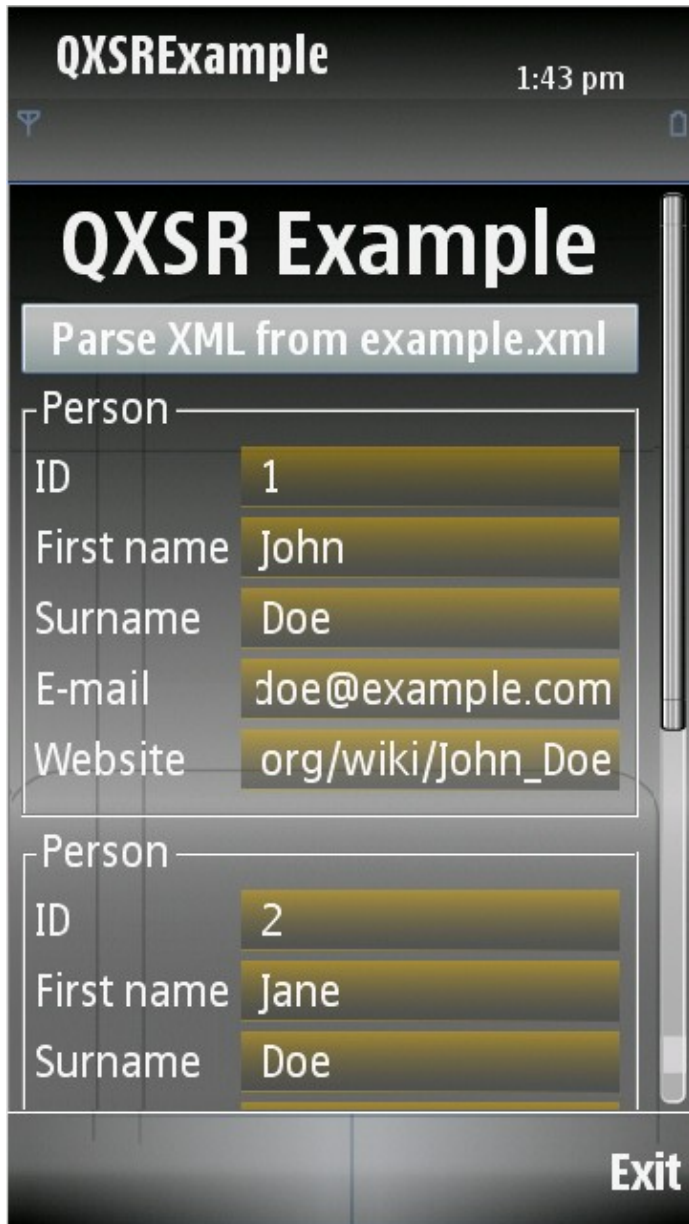 QXSRExample
1:43 pm
QXSR Example
Parse XML from example.xml
Person
ID 1
First name John
Surname Doe
E-mail doe@example.com
Website org/wiki/John_Doe
Person
ID 2
First name Jane
Surname Doe
Exit